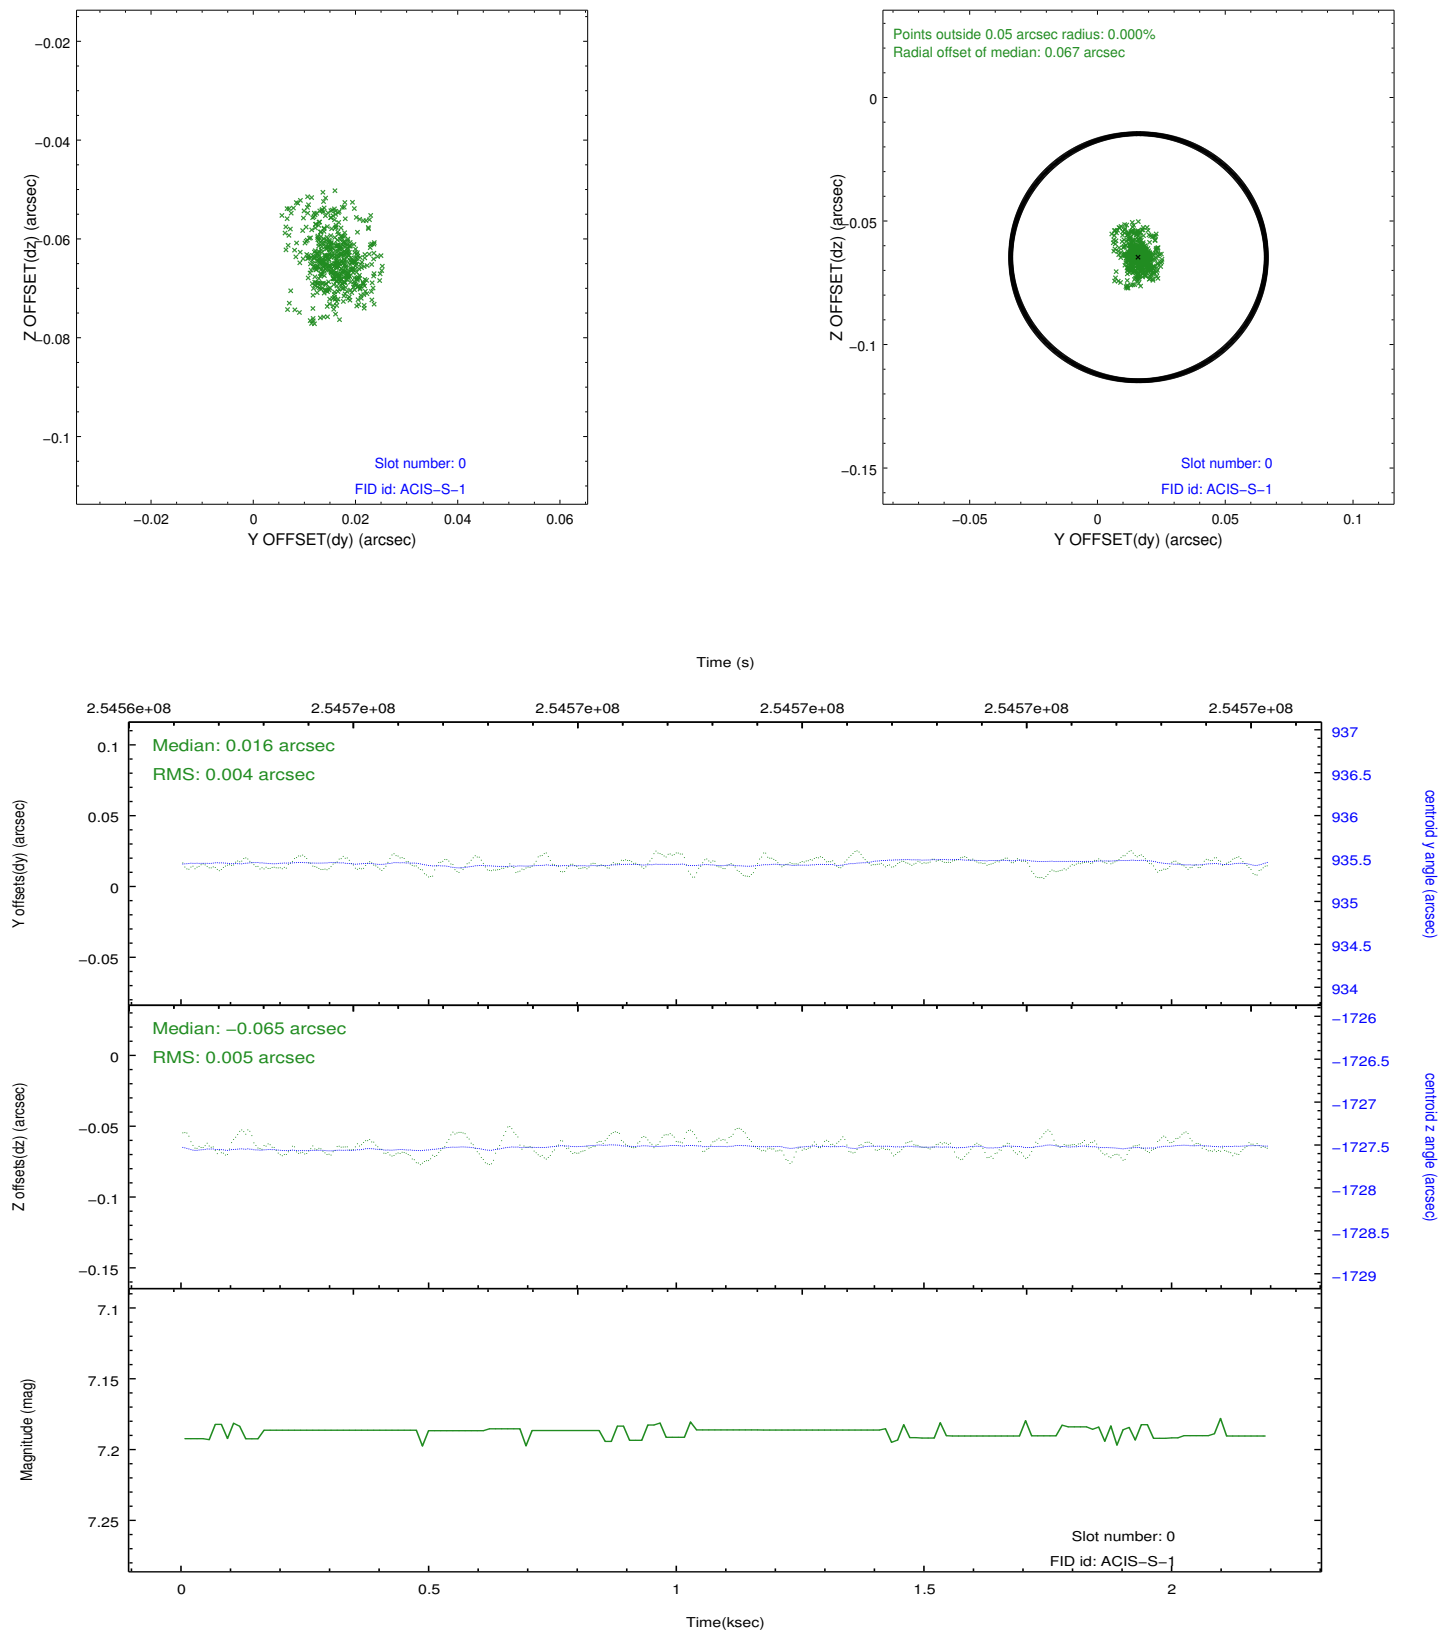 −0.02
−0.04
−0.06
−0.08
−0.1
Z OFFSET(dz) (arcsec)
Slot number: 0
FID id: ACIS−S−1
−0.02 0 0.02 0.04 0.06
Y OFFSET(dy) (arcsec)
Points outside 0.05 arcsec radius: 0.000%
Radial offset of median: 0.067 arcsec
0
−0.05
−0.1
−0.15
Z OFFSET(dz) (arcsec)
Slot number: 0
FID id: ACIS−S−1
−0.05 0 0.05 0.1
Y OFFSET(dy) (arcsec)
Time (s)
2.5456e+08 2.5457e+08 2.5457e+08 2.5457e+08 2.5457e+08 2.5457e+08
Median: 0.016 arcsec
RMS: 0.004 arcsec
0.1
0.05
0
−0.05
Y offsets(dy) (arcsec)
937
936.5
936
935.5
935
934.5
934
centroid y angle (arcsec)
Median: −0.065 arcsec
RMS: 0.005 arcsec
0
−0.05
−0.1
−0.15
Z offsets(dz) (arcsec)
−1726
−1726.5
−1727
−1727.5
−1728
−1728.5
−1729
centroid z angle (arcsec)
7.1
7.15
7.2
7.25
Magnitude (mag)
Slot number: 0
FID id: ACIS−S−1
0 0.5 1 1.5 2
Time(ksec)